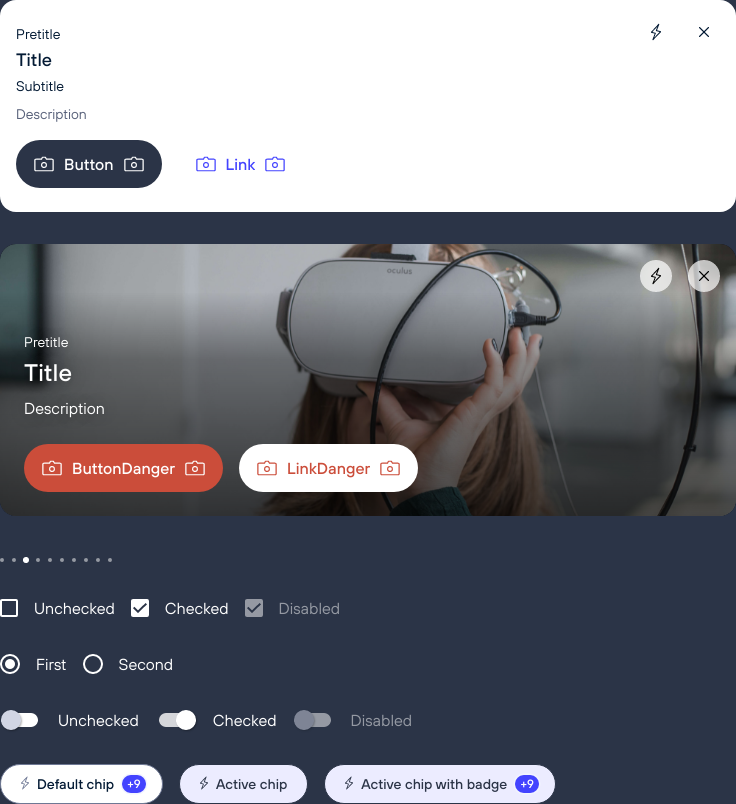 Pretitle
Title
Subtitle
Description
Button Link
oculus
Pretitle
Title
Description
ButtonDanger LinkDanger
Unchecked Checked Disabled
First Second
Unchecked Checked Disabled
Default chip +9 Active chip Active chip with badge +9